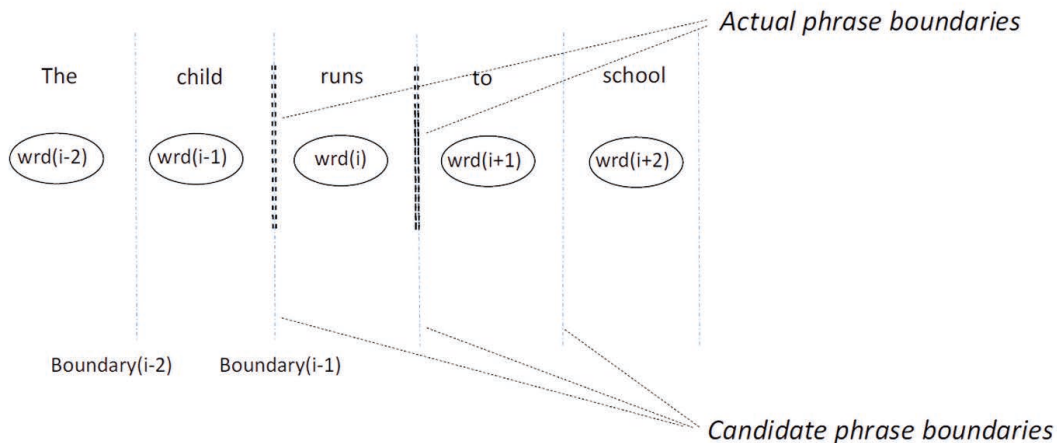 Actual phrase boundaries
The child runs to school
wrd(i-2) wrd(i-1) wrd(i) wrd(i+1) wrd(i+2)
Boundary(i-2) Boundary(i-1)
Candidate phrase boundaries